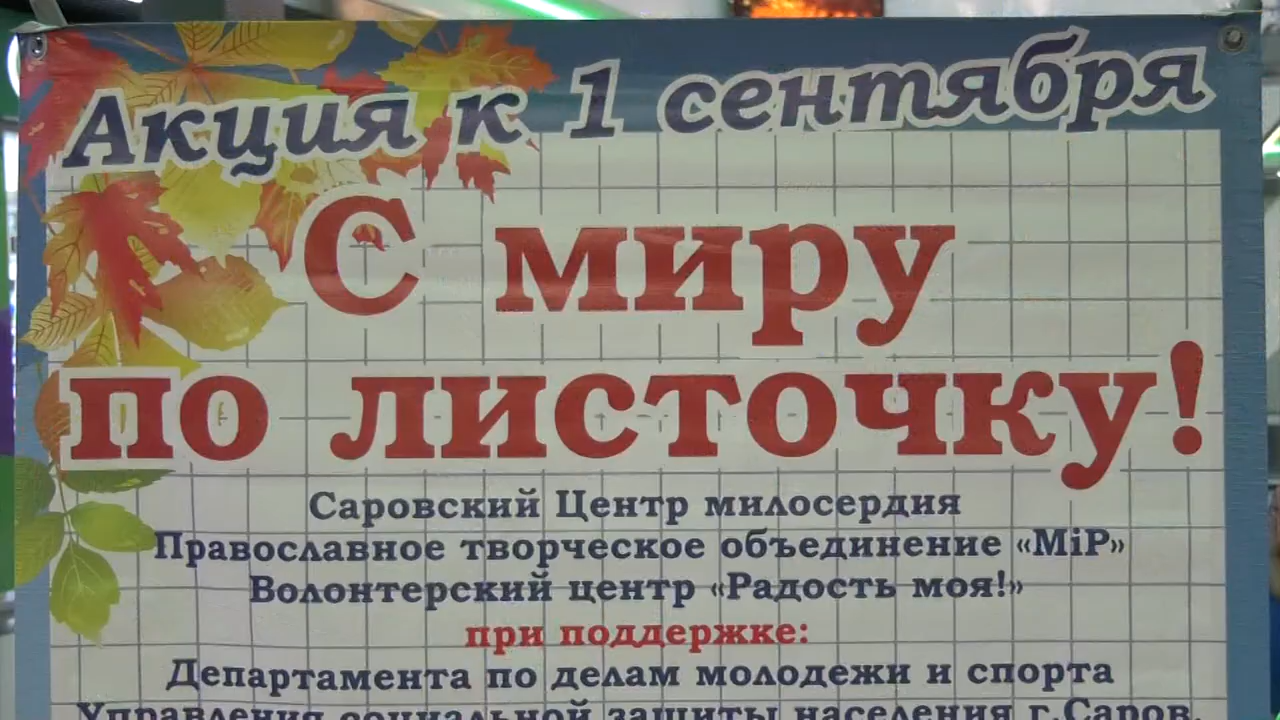 Акция к 1 сентября
С миру
по листочку!
Саровский Центр милосердия
Православное творческое объединение «МiР»
Волонтерский центр «Радость моя!»
при поддержке:
Департамента по делам молодежи и спорта
Управления социальной защиты населения г.Саров.